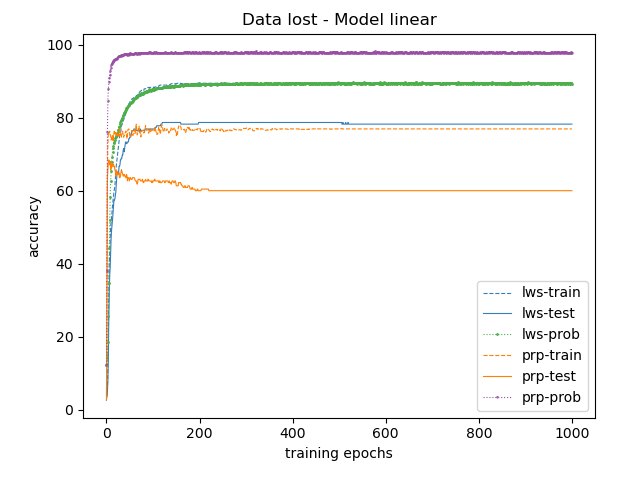 Data lost - Model linear
accuracy
100
80
60
40
20
0
0 200 400 600 800 1000
training epochs
lws-train
lws-test
lws-prob
prp-train
prp-test
prp-prob